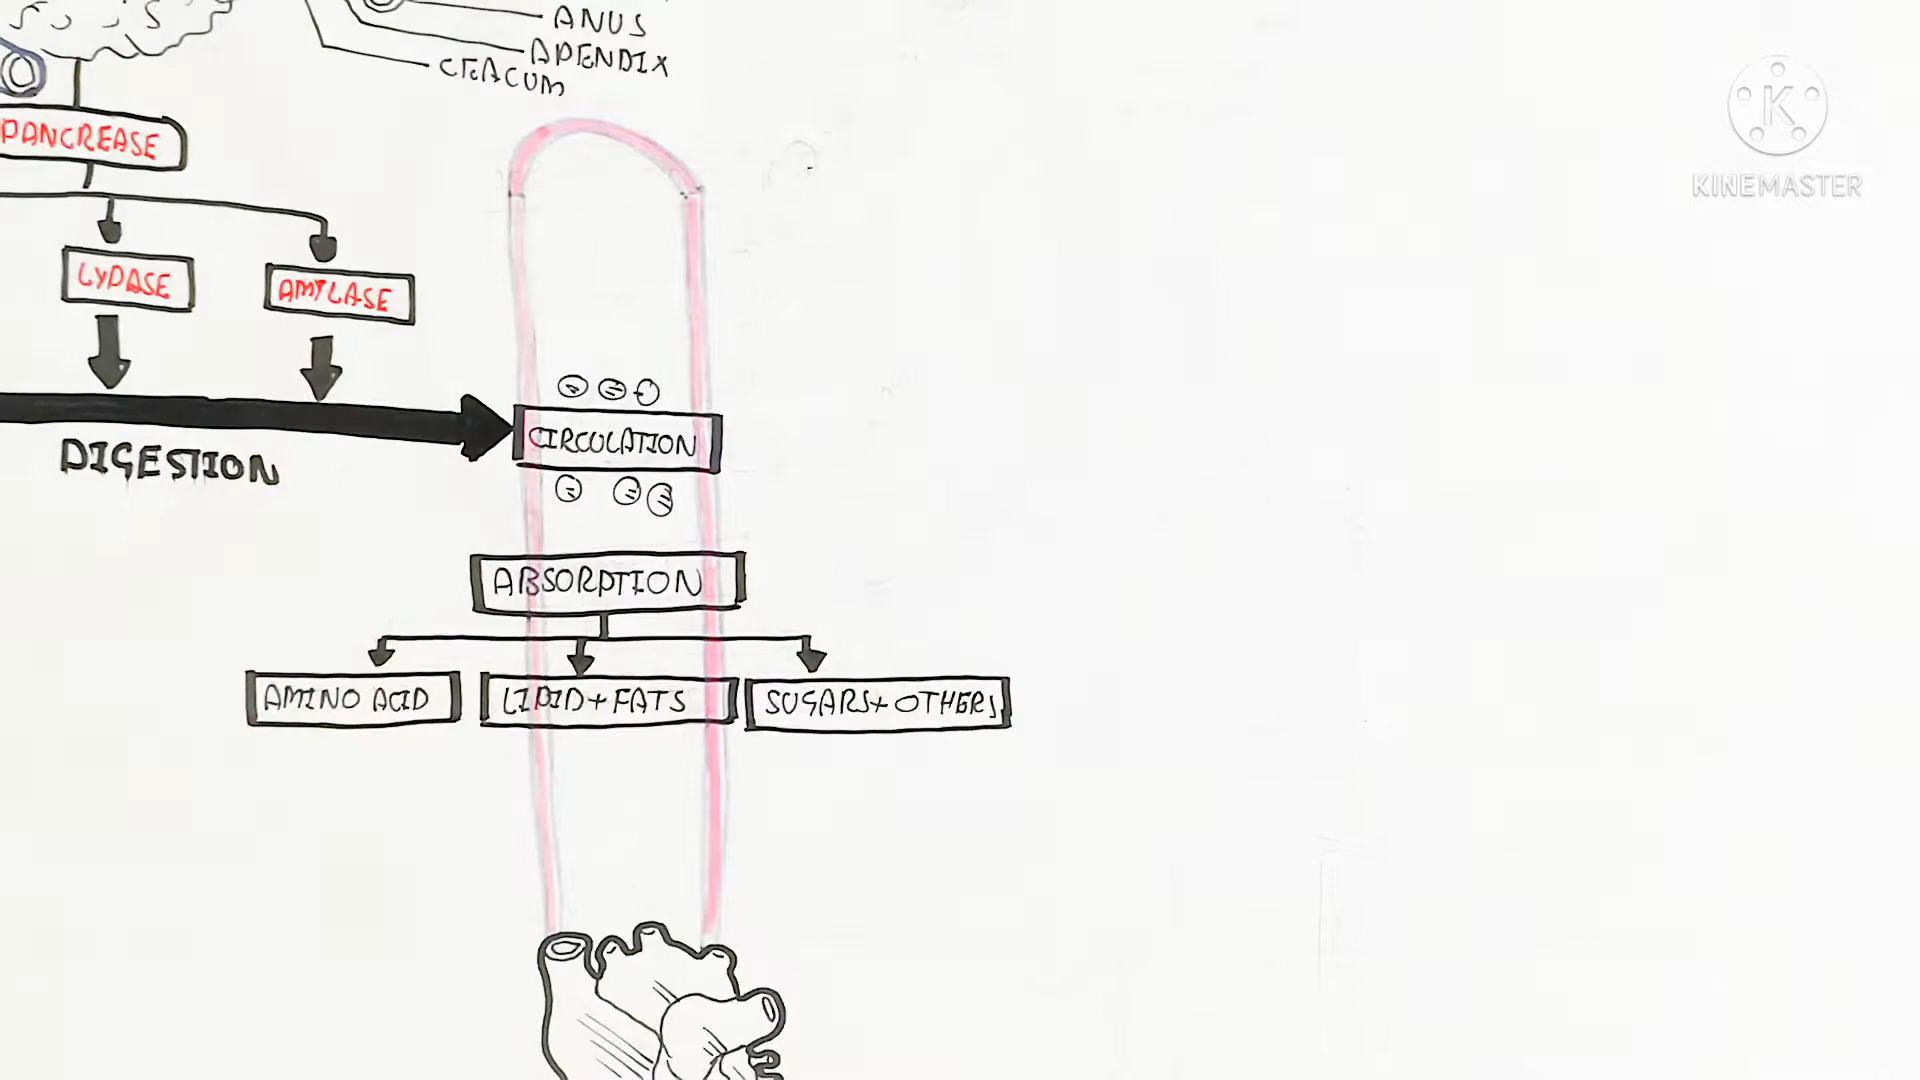 ANUS
APENDIX
CEACUM
PANCREASE
LYPASE
AMYLASE
CIRCULATION
DIGESTION
ABSORPTION
AMINO ACID
LIPID+FATS
SUGARS+ OTHERS
K
KINEMASTER